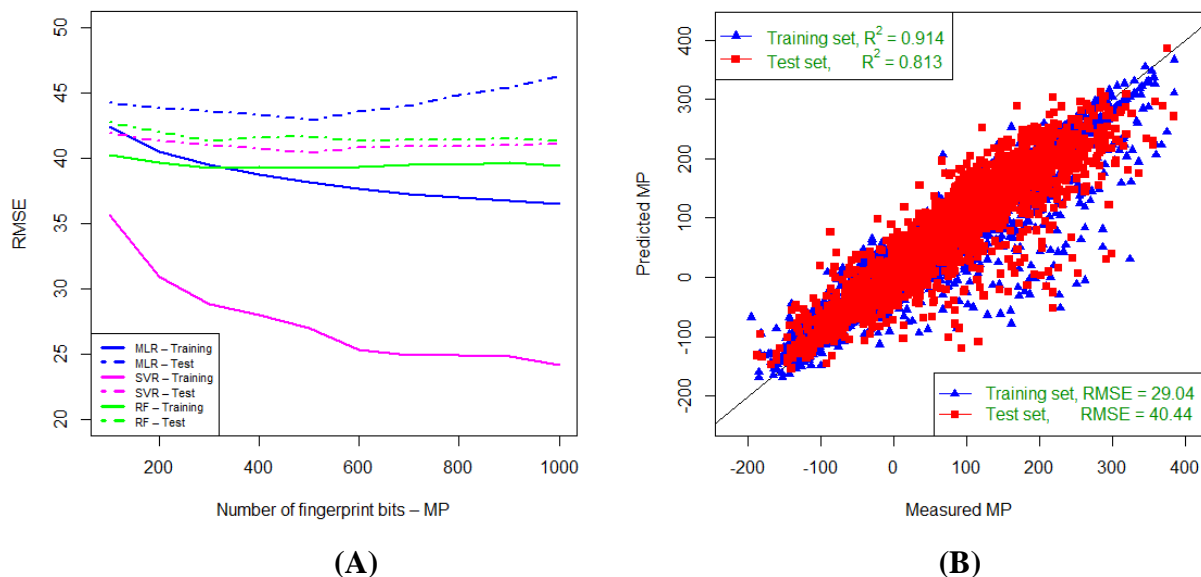 50
45
40
35
30
25
20
RMSE
MLR – Training
MLR – Test
SVR – Training
SVR – Test
RF – Training
RF – Test
200
400
600
800
1000
Number of fingerprint bits – MP
(A)
Training set, R² = 0.914
Test set, R² = 0.813
400
300
200
100
0
-100
-200
Predicted MP
Training set, RMSE = 29.04
Test set, RMSE = 40.44
-200
-100
0
100
200
300
400
Measured MP
(B)